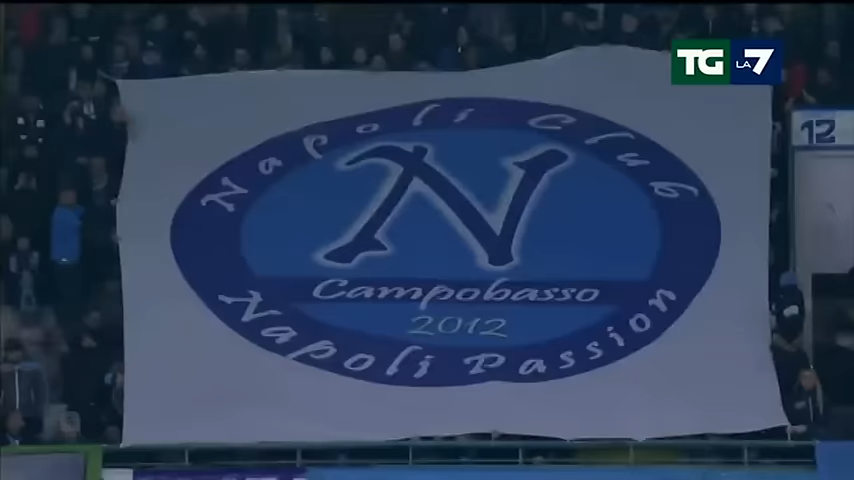 TG LA7
12
Napoli Club
N
Campobasso
2012
Napoli Passion